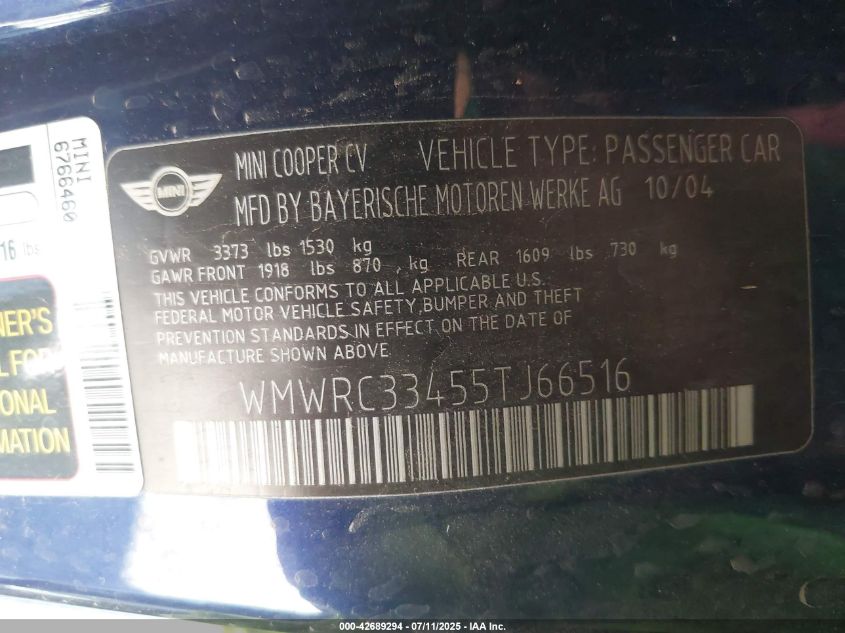 MINI
6766460
16 lbs
NER'S
L FOR
ONAL
RMATION
MINI
MINI COOPER CV VEHICLE TYPE: PASSENGER CAR
MFD BY BAYERISCHE MOTOREN WERKE AG 10/04
GVWR 3373 lbs 1530 kg
GAWR FRONT 1918 lbs 870 , kg REAR 1609 lbs 730 kg
THIS VEHICLE CONFORMS TO ALL APPLICABLE U.S.
FEDERAL MOTOR VEHICLE SAFETY,BUMPER AND THEFT
PREVENTION STANDARDS IN EFFECT ON THE DATE OF
MANUFACTURE SHOWN ABOVE
WMWRC33455TJ66516
000-42689294 - 07/11/2025 - © IAA Inc.